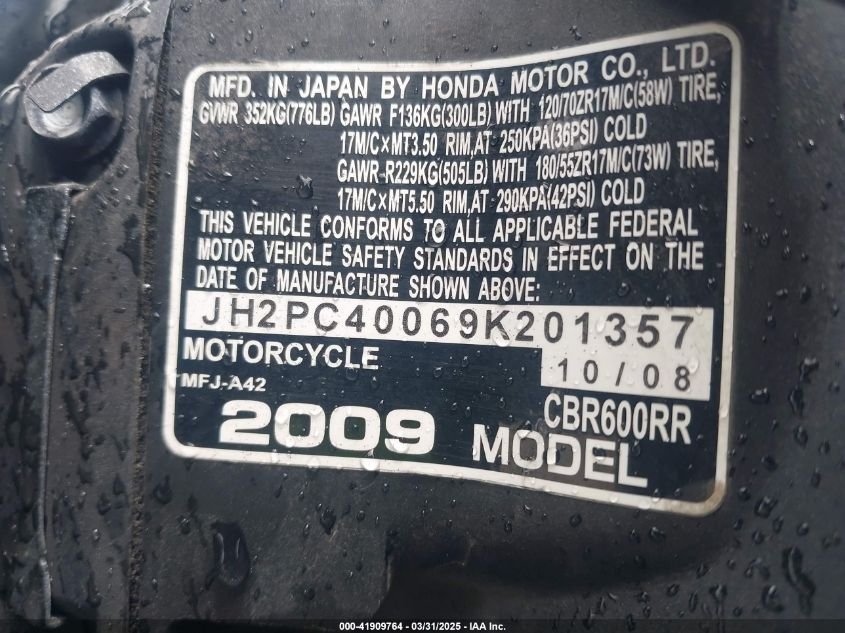 MFD. IN JAPAN BY HONDA MOTOR CO., LTD.
GVWR 352KG(776LB) GAWR F136KG(300LB) WITH 120/70ZR17M/C(58W) TIRE,
17M/C×MT3.50 RIM,AT 250KPA(36PSI) COLD
GAWR-R229KG(505LB) WITH 180/55ZR17M/C(73W) TIRE,
17M/C×MT5.50 RIM,AT 290KPA(42PSI) COLD
THIS VEHICLE CONFORMS TO ALL APPLICABLE FEDERAL
MOTOR VEHICLE SAFETY STANDARDS IN EFFECT ON THE
DATE OF MANUFACTURE SHOWN ABOVE:
JH2PC40069K201357
MOTORCYCLE
10/08
MFJ-A42
CBR600RR
2009 MODEL
000-41909764 - 03/31/2025 - IAA Inc.